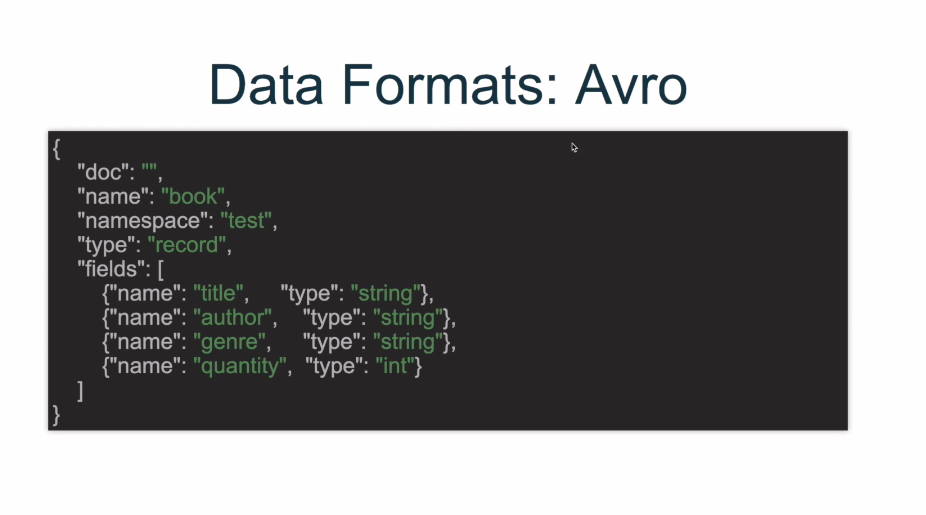 Data Formats: Avro
{
"doc": "",
"name": "book",
"namespace": "test",
"type": "record",
"fields": [
{"name": "title", "type": "string"},
{"name": "author", "type": "string"},
{"name": "genre", "type": "string"},
{"name": "quantity", "type": "int"}
]
}